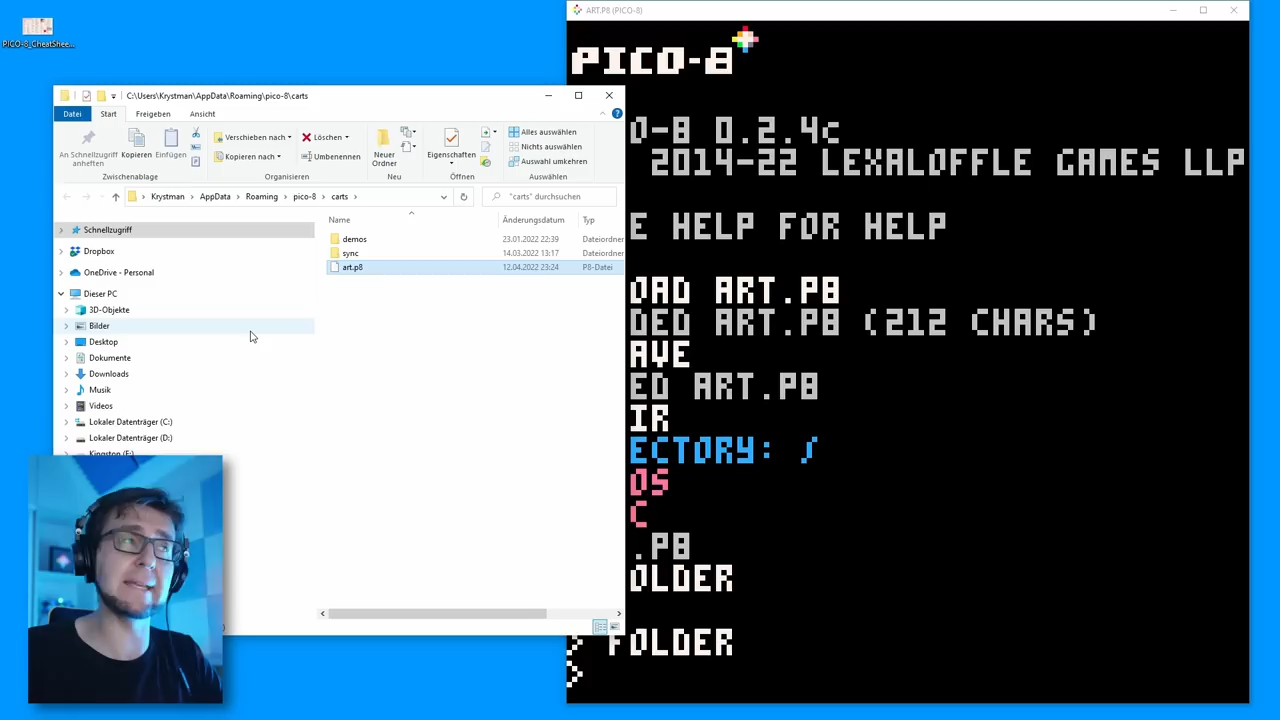 PICO-8_CheatShee...
ART.P8 (PICO-8)
PICO-8
O-8 0.2.4c
2014-22 LEXALOFFLE GAMES LLP
E HELP FOR HELP
OAD ART.P8
DED ART.P8 (212 CHARS)
AVE
ED ART.P8
IR
ECTORY: /
OS
C
.P8
OLDER
> FOLDER
>
C:\Users\Krystman\AppData\Roaming\pico-8\carts
Datei
Start
Freigeben
Ansicht
An Schnellzugriff anheften
Kopieren
Einfügen
Zwischenablage
Verschieben nach
Kopieren nach
Löschen
Umbenennen
Organisieren
Neuer Ordner
Neu
Eigenschaften
Öffnen
Alles auswählen
Nichts auswählen
Auswahl umkehren
Auswählen
Krystman > AppData > Roaming > pico-8 > carts >
"carts" durchsuchen
Schnellzugriff
Dropbox
OneDrive - Personal
Dieser PC
3D-Objekte
Bilder
Desktop
Dokumente
Downloads
Musik
Videos
Lokaler Datenträger (C:)
Lokaler Datenträger (D:)
Kingston (F:)
Name Änderungsdatum Typ
demos 23.01.2022 22:39 Dateiordner
sync 14.03.2022 13:17 Dateiordner
art.p8 12.04.2022 23:24 P8-Datei